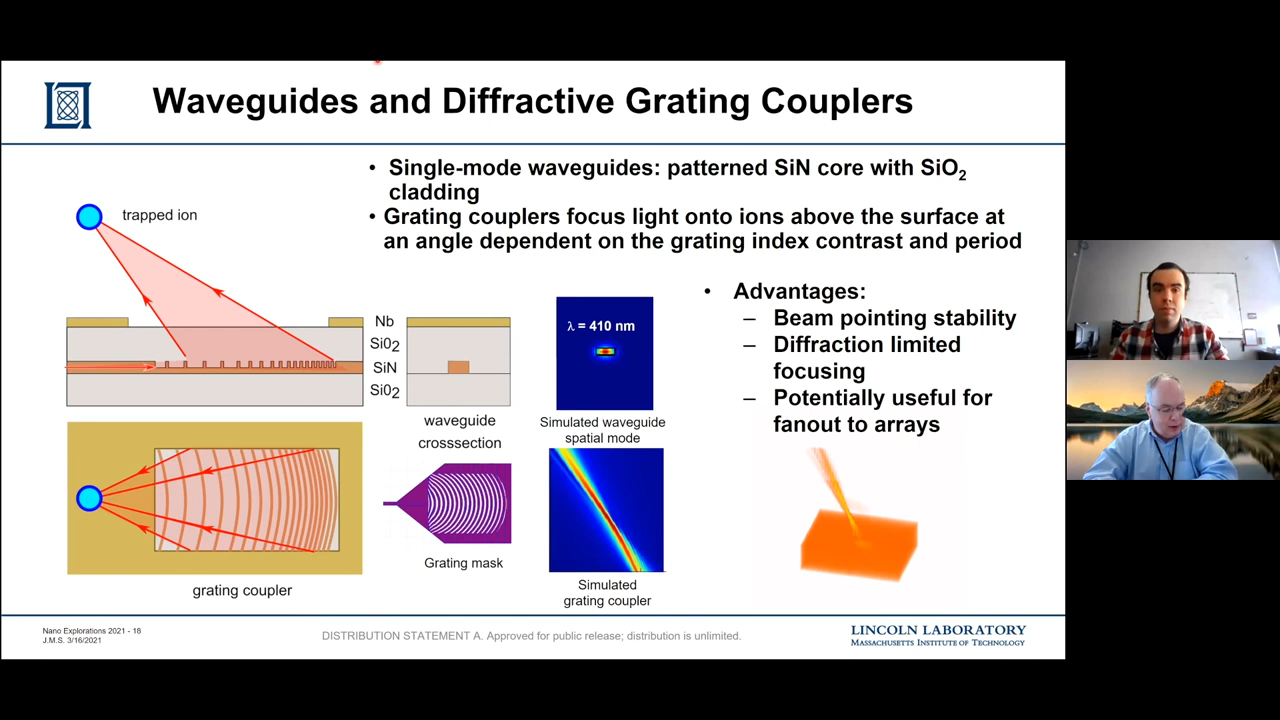 Waveguides and Diffractive Grating Couplers
• Single-mode waveguides: patterned SiN core with SiO2
cladding
• Grating couplers focus light onto ions above the surface at
an angle dependent on the grating index contrast and period
trapped ion
Nb
Si02
SiN
Si02
waveguide
crosssection
λ = 410 nm
Simulated waveguide
spatial mode
• Advantages:
– Beam pointing stability
– Diffraction limited
focusing
– Potentially useful for
fanout to arrays
grating coupler
Grating mask
Simulated
grating coupler
Nano Explorations 2021 - 18
J.M.S. 3/16/2021
DISTRIBUTION STATEMENT A. Approved for public release; distribution is unlimited.
LINCOLN LABORATORY
MASSACHUSETTS INSTITUTE OF TECHNOLOGY